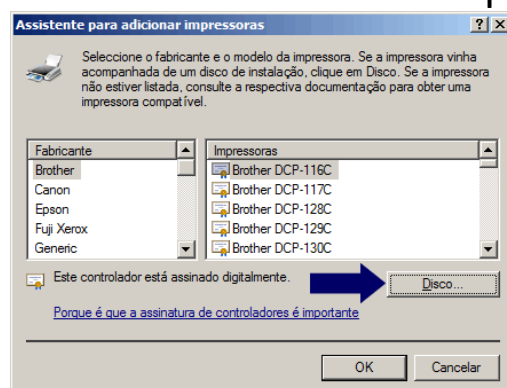 Assistente para adicionar impressoras
Seleccione o fabricante e o modelo da impressora. Se a impressora vinha
acompanhada de um disco de instalação, clique em Disco. Se a impressora
não estiver listada, consulte a respectiva documentação para obter uma
impressora compatível.
Fabricante
Brother
Canon
Epson
Fuji Xerox
Generic
Impressoras
Brother DCP-116C
Brother DCP-117C
Brother DCP-128C
Brother DCP-129C
Brother DCP-130C
Este controlador está assinado digitalmente.
Disco...
Porque é que a assinatura de controladores é importante
OK
Cancelar